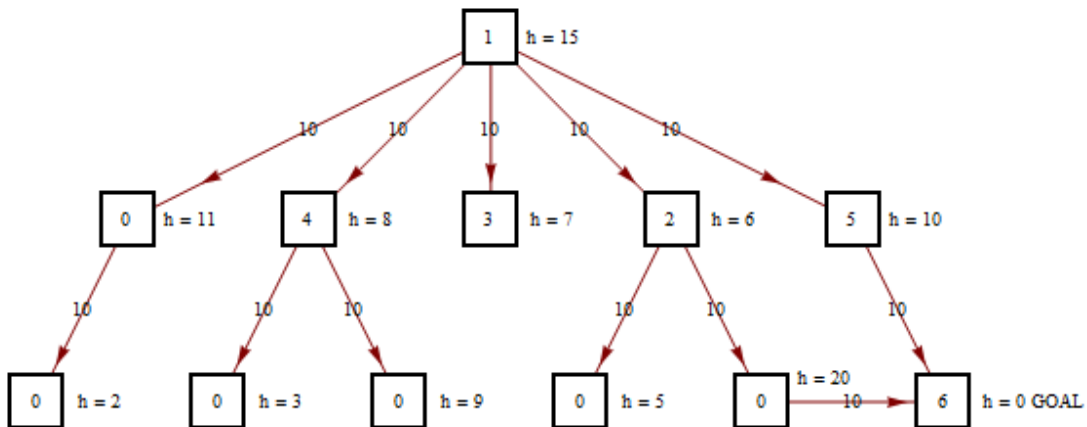 1 h = 15
10 10 10 10 10
0 h = 11 4 h = 8 3 h = 7 2 h = 6 5 h = 10
10 10 10 10 10 10
h = 20
0 h = 2 0 h = 3 0 h = 9 0 h = 5 0 10 6 h = 0 GOAL